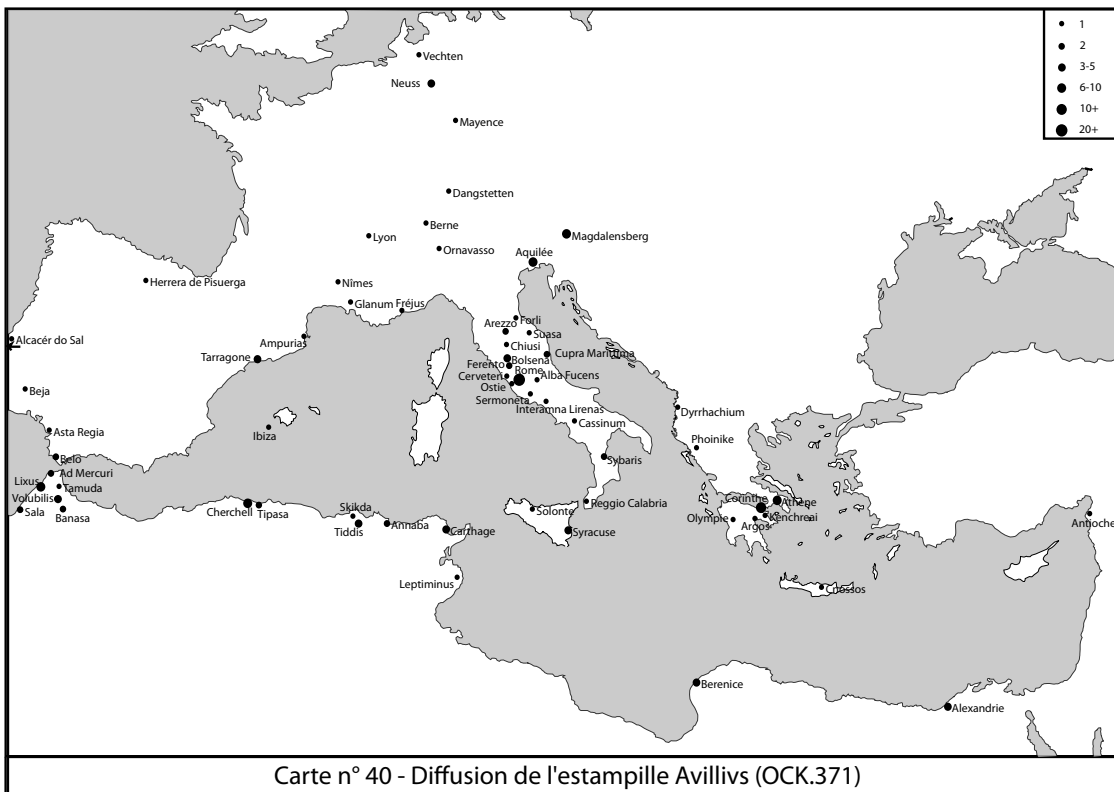 1
2
3-5
6-10
10+
20+
Vechten
Neuss
Mayence
Dangstetten
Berne
Lyon
Ornavasso
Magdalensberg
Aquilée
Herrera de Pisuerga
Nîmes
Glanum
Fréjus
Forli
Arezzo
Suasa
Alcacér do Sal
Ampurias
Chiusi
Tarragone
Bolsena
Cupra Maritima
Ferento
Rome
Cerveteri
Alba Fucens
Ostie
Beja
Sermoneta
Interamna Lirenas
Dyrrhachium
Cassinum
Asta Regia
Ibiza
Phoinike
Belo
Sybaris
Ad Mercuri
Lixus
Tamuda
Volubilis
Sala
Banasa
Cherchell
Tipasa
Skikda
Tiddis
Annaba
Carthage
Solonte
Reggio Calabria
Syracuse
Corinthe
Athène
Kenchreai
Olympie
Argos
Antioche
Leptiminus
Cnossos
Berenice
Alexandrie
Carte n° 40 - Diffusion de l'estampille Avillivs (OCK.371)